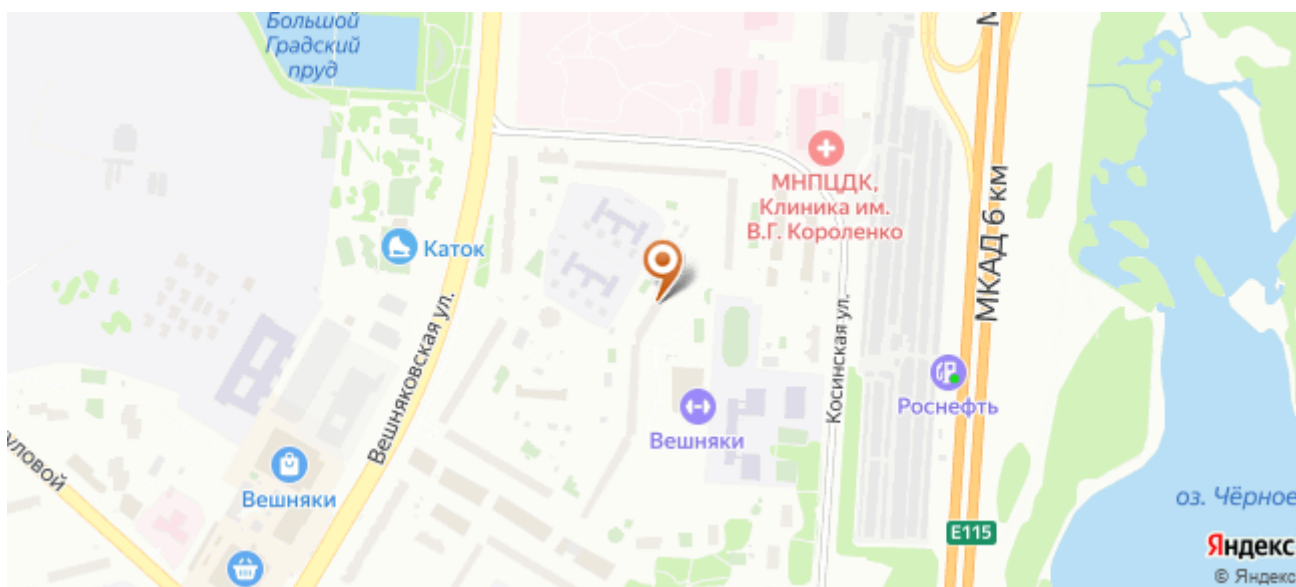 Большой
Градский
пруд
М
МНПЦДК,
Клиника им.
В.Г. Короленко
МКАД 6 км
Каток
Вешняковская ул.
Косинская ул.
Роснефть
Вешняки
уловой
Вешняки
оз. Чёрное
E115
Яндекс
© Яндекс